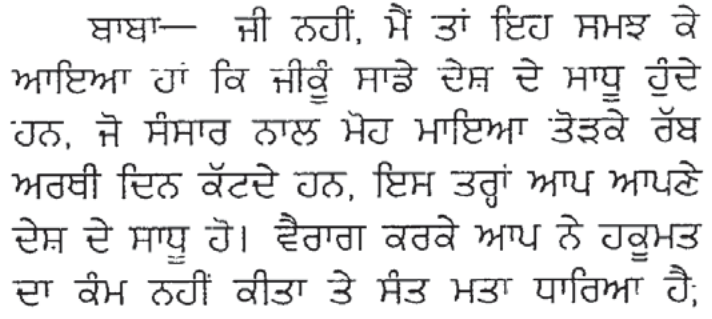 ਬਾਬਾ— ਜੀ ਨਹੀਂ, ਮੈਂ ਤਾਂ ਇਹ ਸਮਝ ਕੇ
ਆਇਆ ਹਾਂ ਕਿ ਜੀਕੂੰ ਸਾਡੇ ਦੇਸ਼ ਦੇ ਸਾਧੂ ਹੁੰਦੇ
ਹਨ, ਜੋ ਸੰਸਾਰ ਨਾਲ ਮੋਹ ਮਾਇਆ ਤੋੜਕੇ ਰੱਬ
ਅਰਥੀ ਦਿਨ ਕੱਟਦੇ ਹਨ, ਇਸ ਤਰ੍ਹਾਂ ਆਪ ਆਪਣੇ
ਦੇਸ਼ ਦੇ ਸਾਧੂ ਹੋ। ਵੈਰਾਗ ਕਰਕੇ ਆਪ ਨੇ ਹਕੂਮਤ
ਦਾ ਕੰਮ ਨਹੀਂ ਕੀਤਾ ਤੇ ਸੰਤ ਮਤਾ ਧਾਰਿਆ ਹੈ;